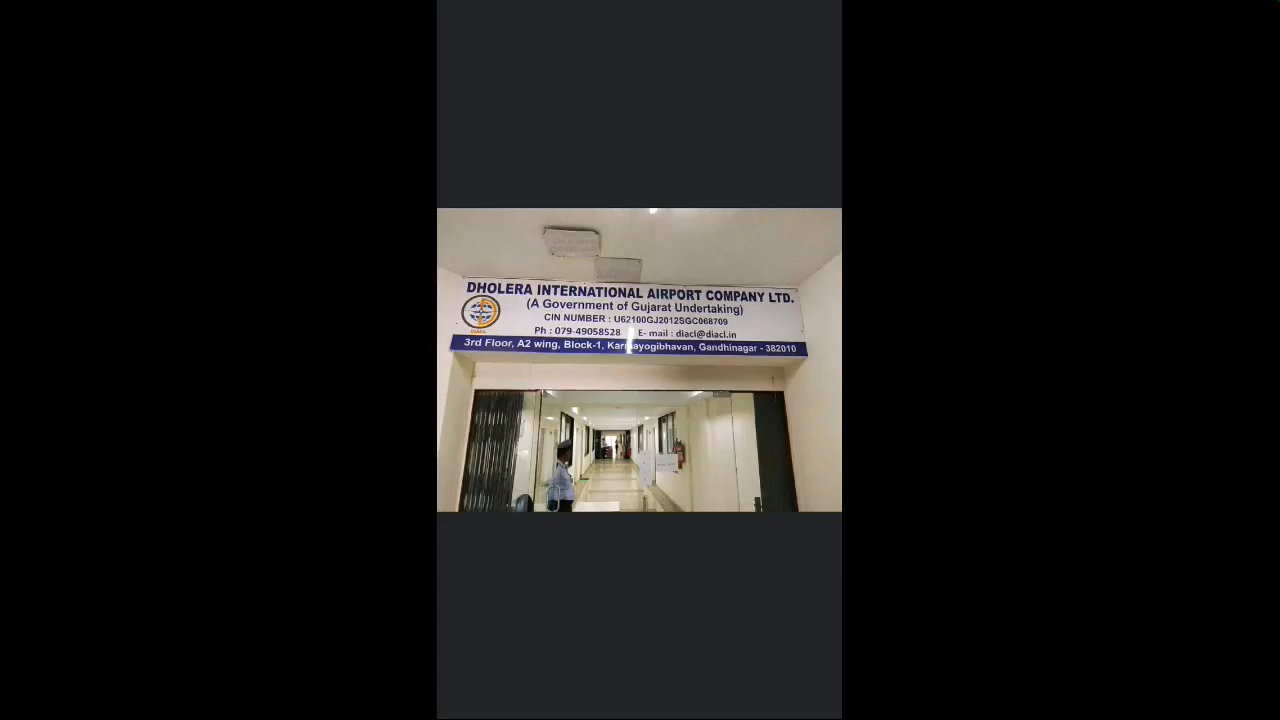 DHOLERA INTERNATIONAL AIRPORT COMPANY LTD.
(A Government of Gujarat Undertaking)
CIN NUMBER : U62100GJ2012SGC068709
Ph : 079-49058528 E- mail : diacl@diacl.in
DIACL
3rd Floor, A2 wing, Block-1, Karmayogibhavan, Gandhinagar - 382010